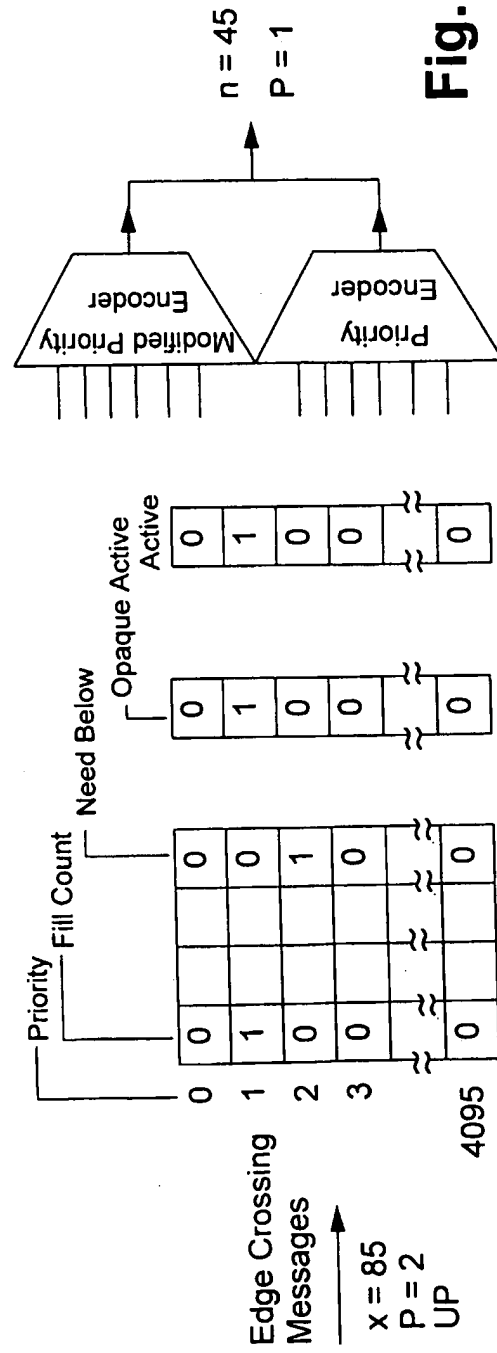 Edge Crossing
Messages
x = 85
P = 2
UP
Priority
Fill Count
Need Below
Opaque Active
Active
0 0 0 0 0
1 1 0 1 1
2 0 1 0 0
3 0 0 0 0
4095 0 0 0 0
Modified Priority
Encoder
Priority
Encoder
n = 45
P = 1
Fig.